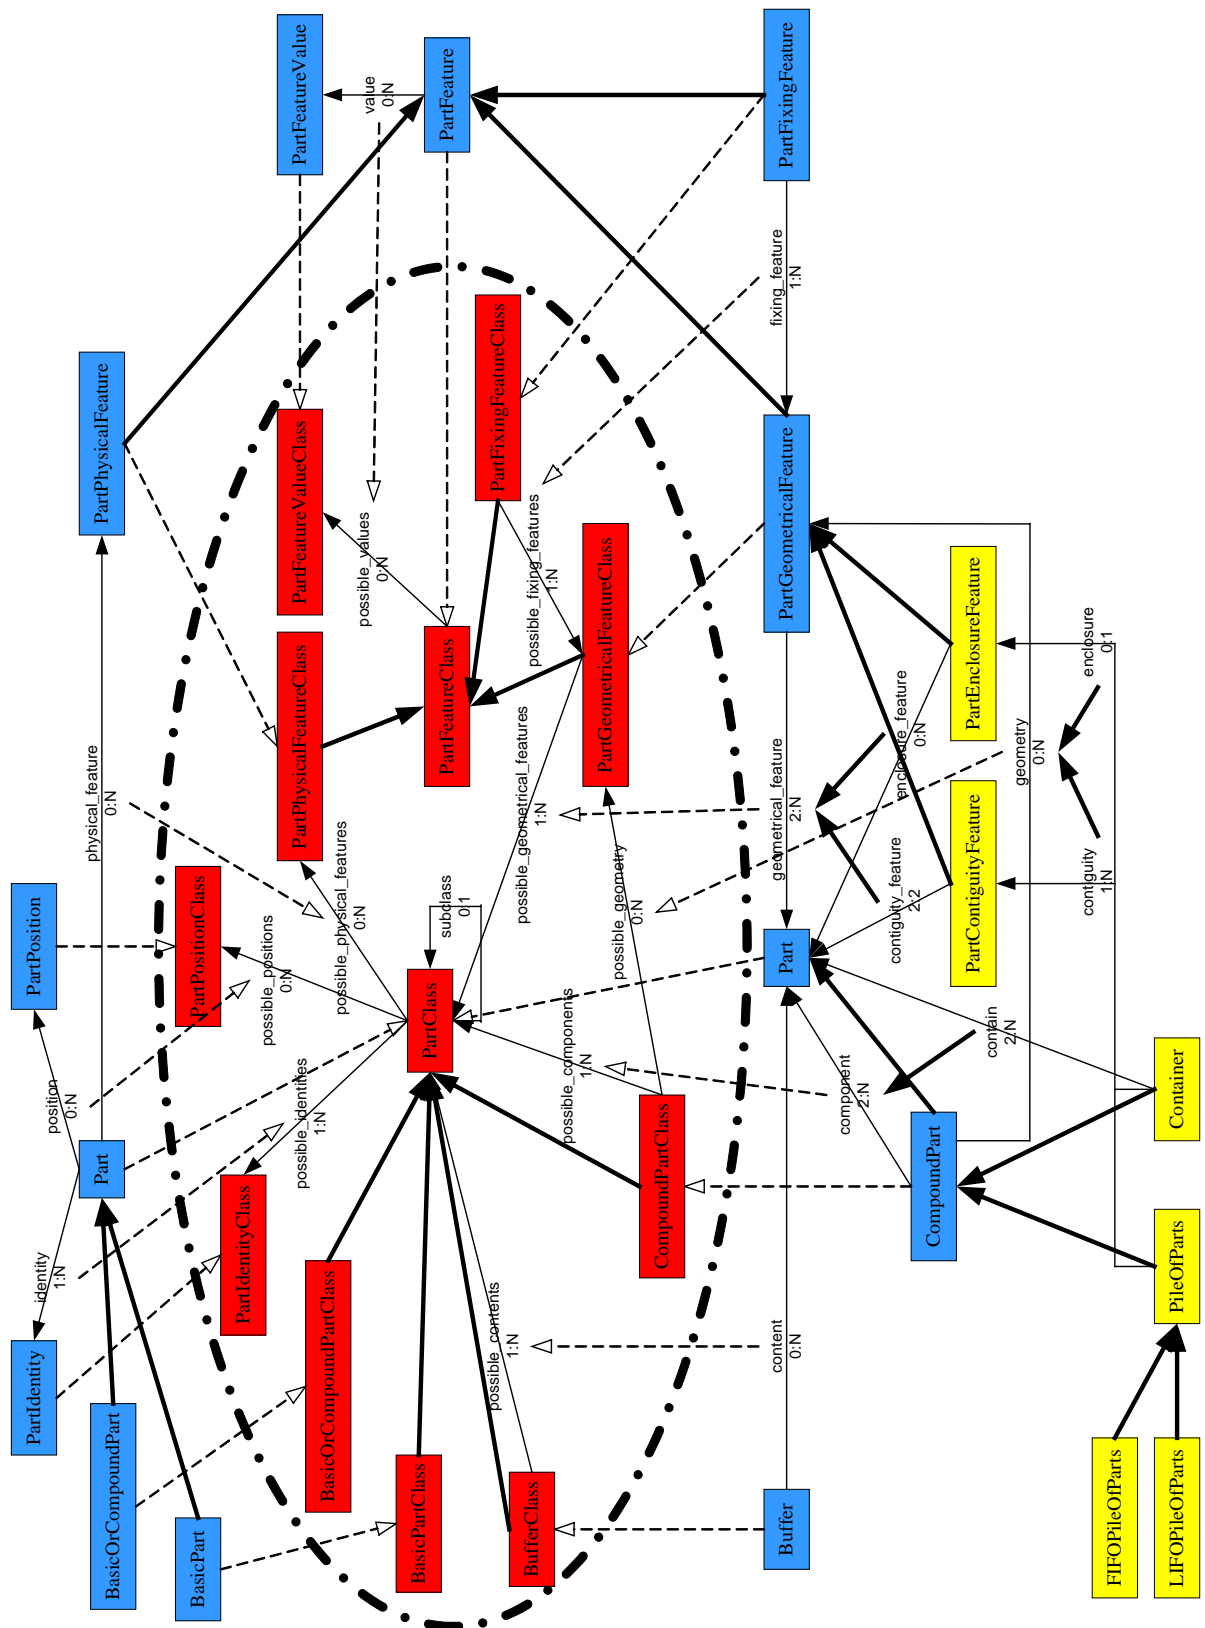 PartFeatureValue
value
0:N
PartFeature
PartFixingFeature
PartPhysicalFeature
PartFeatureValueClass
PartFixingFeatureClass
fixing_feature
1:N
PartGeometricalFeature
possible_values
0:N
possible_fixing_features
1:N
PartGeometricalFeatureClass
PartPhysicalFeatureClass
PartFeatureClass
PartEnclosureFeature
enclosure
0:1
physical_feature
0:N
possible_geometrical_features
1:N
geometrical_feature
2:N
enclosure_feature
0:N
geometry
0:N
PartPosition
PartPositionClass
possible_physical_features
0:N
subclass
0:1
possible_geometry
0:N
contiguity_feature
2:2
PartContiguityFeature
contiguity
1:N
possible_positions
0:N
PartClass
Part
position
0:N
possible_components
1:N
component
2:N
contain
2:N
Container
Part
possible_identities
1:N
CompoundPartClass
CompoundPart
identity
1:N
PartIdentityClass
PileOfParts
PartIdentity
BasicOrCompoundPartClass
possible_contents
1:N
content
0:N
BasicOrCompoundPart
BasicPart
BasicPartClass
BufferClass
Buffer
FIFOPileOfParts
LIFOPileOfParts